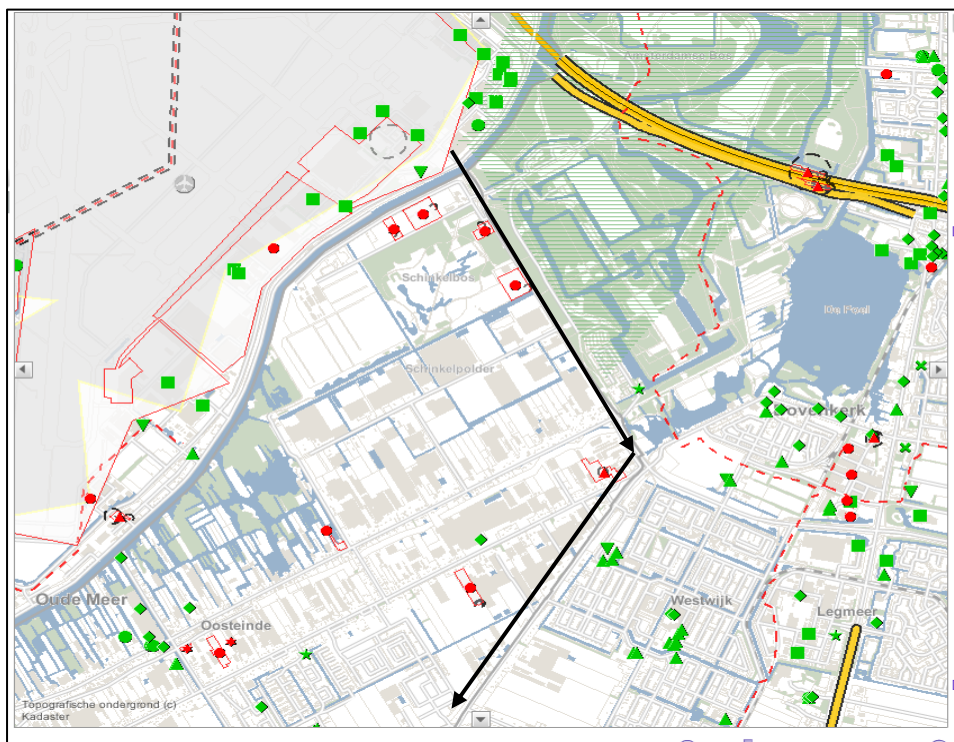 Amsterdamse Bos
Schinkelbos
De Poel
Schinkelpolder
Bovenkerk
Oude Meer
Oosteinde
Westwijk
Legmeer
Topografische ondergrond (c)
Kadaster